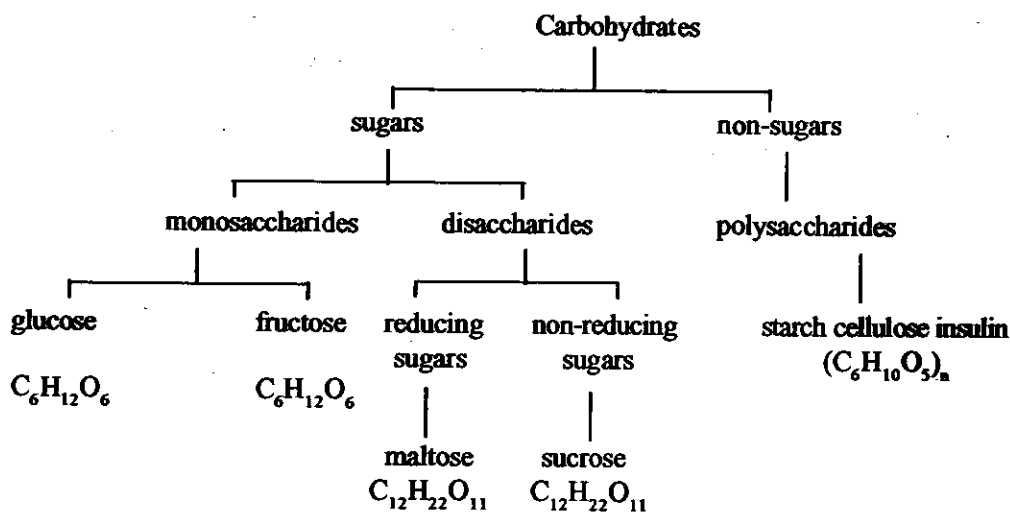 Carbohydrates
sugars
non-sugars
monosaccharides
disaccharides
polysaccharides
glucose
fructose
reducing
sugars
non-reducing
sugars
starch cellulose insulin
(C₆H₁₀O₅)ₙ
C₆H₁₂O₆
C₆H₁₂O₆
maltose
C₁₂H₂₂O₁₁
sucrose
C₁₂H₂₂O₁₁